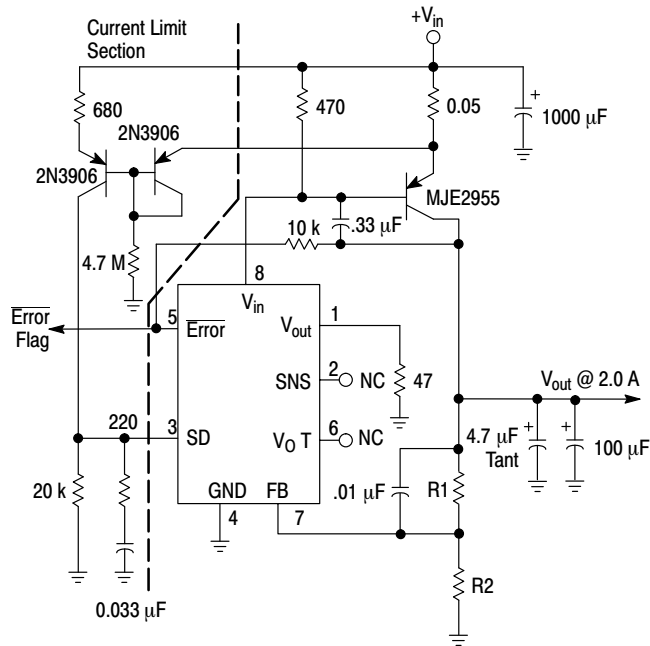 Current Limit
Section
+Vin
680
470
0.05
1000 µF
2N3906
2N3906
MJE2955
.33 µF
10 k
4.7 M
8
Vin
Error
Flag
5
Error
Vout
1
SNS
2
NC
47
Vout @ 2.0 A
220
3
SD
VO T
6
NC
4.7 µF
Tant
100 µF
20 k
GND
FB
.01 µF
R1
4
7
0.033 µF
R2